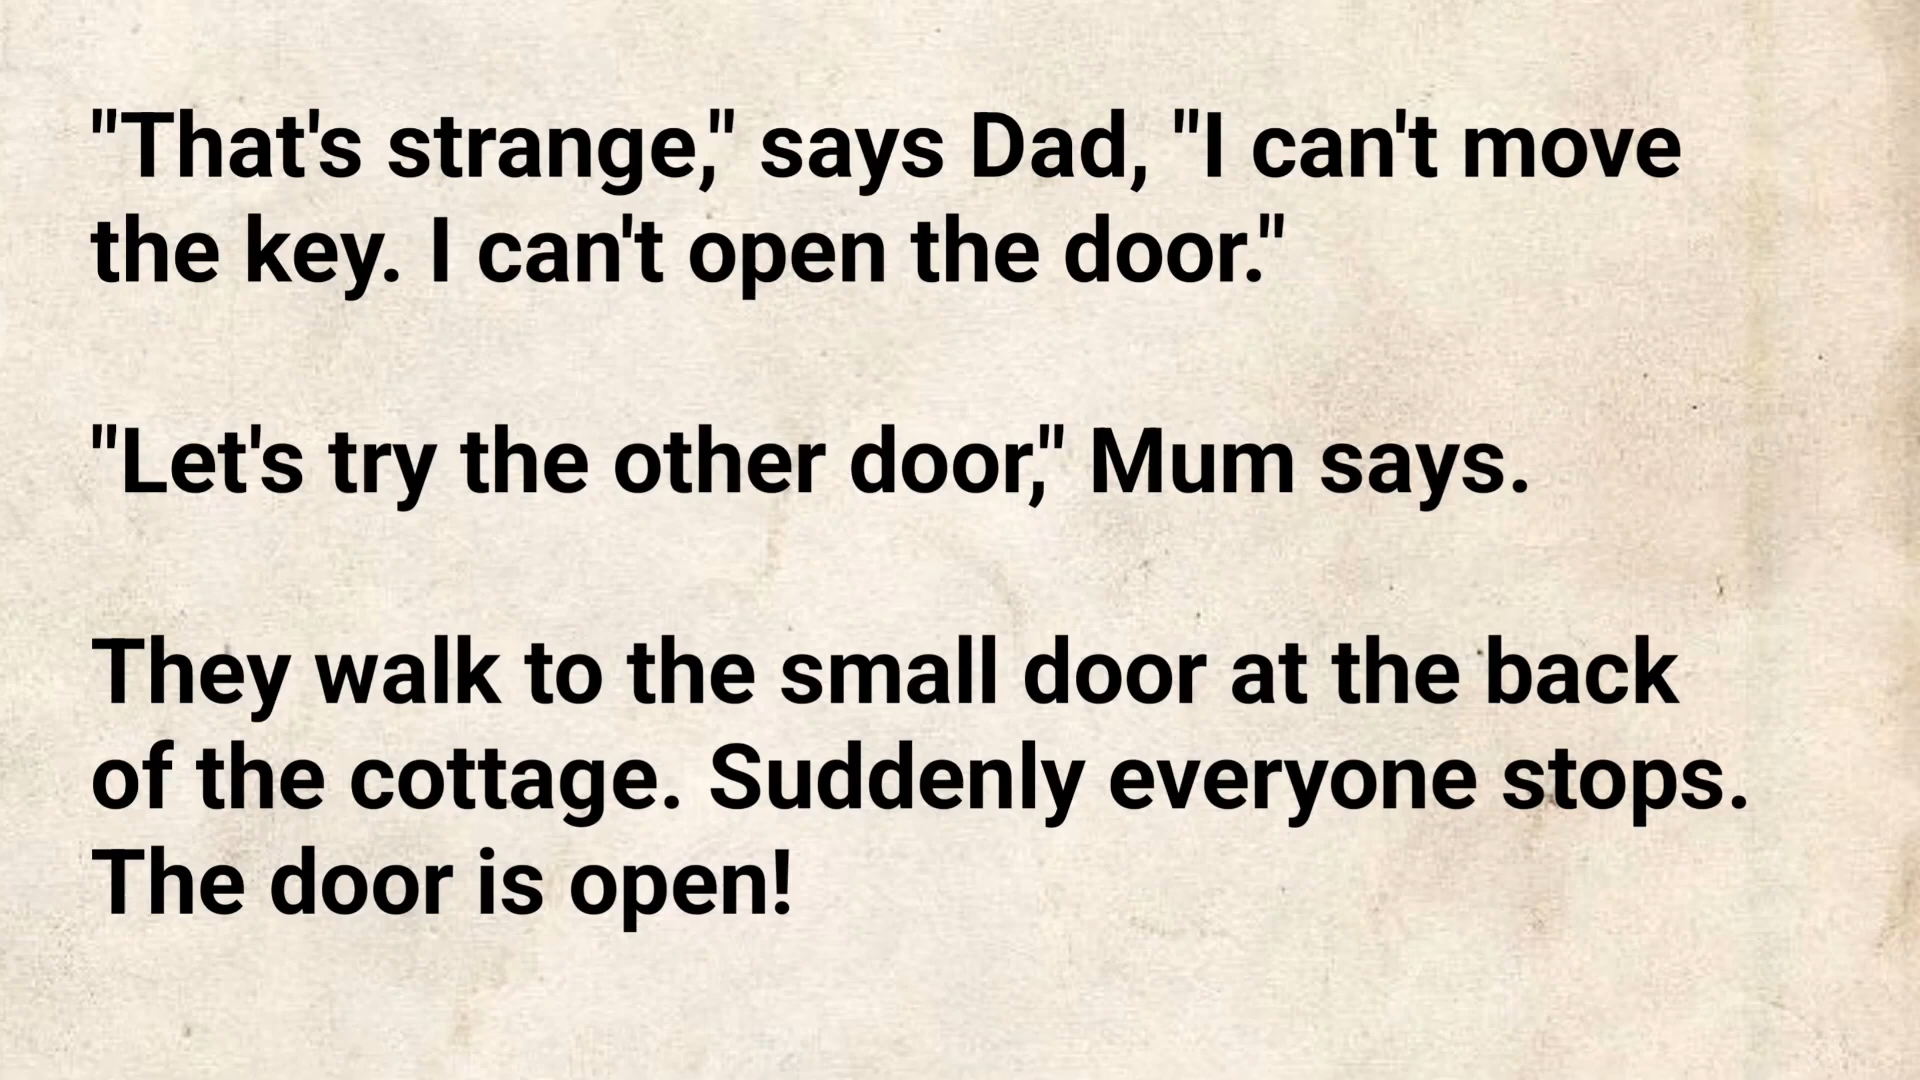 "That's strange," says Dad, "I can't move
the key. I can't open the door."
"Let's try the other door," Mum says.
They walk to the small door at the back
of the cottage. Suddenly everyone stops.
The door is open!